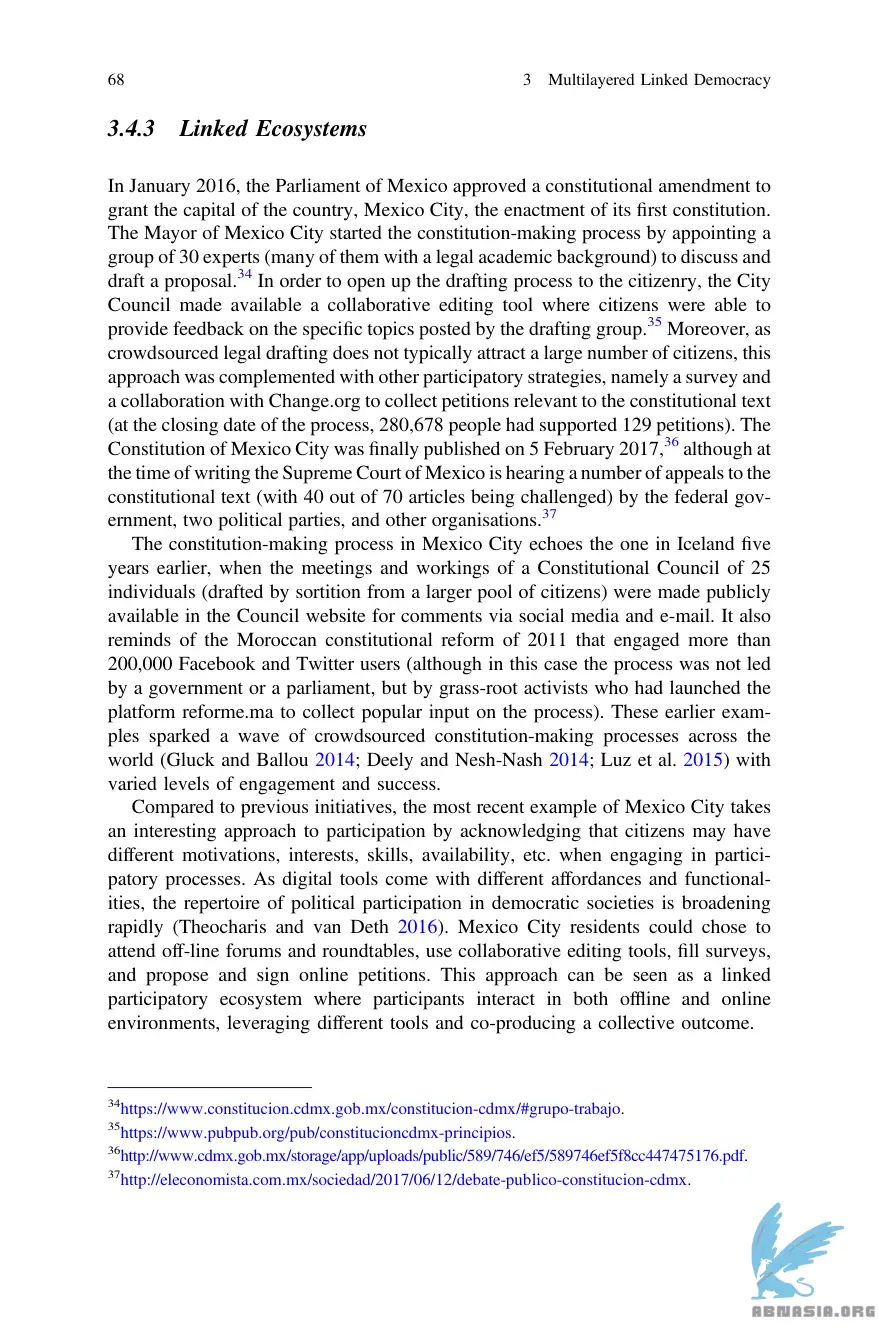 68
3 Multilayered Linked Democracy
3.4.3 Linked Ecosystems
In January 2016, the Parliament of Mexico approved a constitutional amendment to
grant the capital of the country, Mexico City, the enactment of its first constitution.
The Mayor of Mexico City started the constitution-making process by appointing a
group of 30 experts (many of them with a legal academic background) to discuss and
draft a proposal.34 In order to open up the drafting process to the citizenry, the City
Council made available a collaborative editing tool where citizens were able to
provide feedback on the specific topics posted by the drafting group.35 Moreover, as
crowdsourced legal drafting does not typically attract a large number of citizens, this
approach was complemented with other participatory strategies, namely a survey and
a collaboration with Change.org to collect petitions relevant to the constitutional text
(at the closing date of the process, 280,678 people had supported 129 petitions). The
Constitution of Mexico City was finally published on 5 February 2017,36 although at
the time of writing the Supreme Court of Mexico is hearing a number of appeals to the
constitutional text (with 40 out of 70 articles being challenged) by the federal gov-
ernment, two political parties, and other organisations.37
The constitution-making process in Mexico City echoes the one in Iceland five
years earlier, when the meetings and workings of a Constitutional Council of 25
individuals (drafted by sortition from a larger pool of citizens) were made publicly
available in the Council website for comments via social media and e-mail. It also
reminds of the Moroccan constitutional reform of 2011 that engaged more than
200,000 Facebook and Twitter users (although in this case the process was not led
by a government or a parliament, but by grass-root activists who had launched the
platform reforme.ma to collect popular input on the process). These earlier exam-
ples sparked a wave of crowdsourced constitution-making processes across the
world (Gluck and Ballou 2014; Deely and Nesh-Nash 2014; Luz et al. 2015) with
varied levels of engagement and success.
Compared to previous initiatives, the most recent example of Mexico City takes
an interesting approach to participation by acknowledging that citizens may have
different motivations, interests, skills, availability, etc. when engaging in partici-
patory processes. As digital tools come with different affordances and functional-
ities, the repertoire of political participation in democratic societies is broadening
rapidly (Theocharis and van Deth 2016). Mexico City residents could chose to
attend off-line forums and roundtables, use collaborative editing tools, fill surveys,
and propose and sign online petitions. This approach can be seen as a linked
participatory ecosystem where participants interact in both offline and online
environments, leveraging different tools and co-producing a collective outcome.
34https://www.constitucion.cdmx.gob.mx/constitucion-cdmx/#grupo-trabajo.
35https://www.pubpub.org/pub/constitucioncdmx-principios.
36http://www.cdmx.gob.mx/storage/app/uploads/public/589/746/ef5/589746ef5f8cc447475176.pdf.
37http://eleconomista.com.mx/sociedad/2017/06/12/debate-publico-constitucion-cdmx.
ABNASIA.ORG